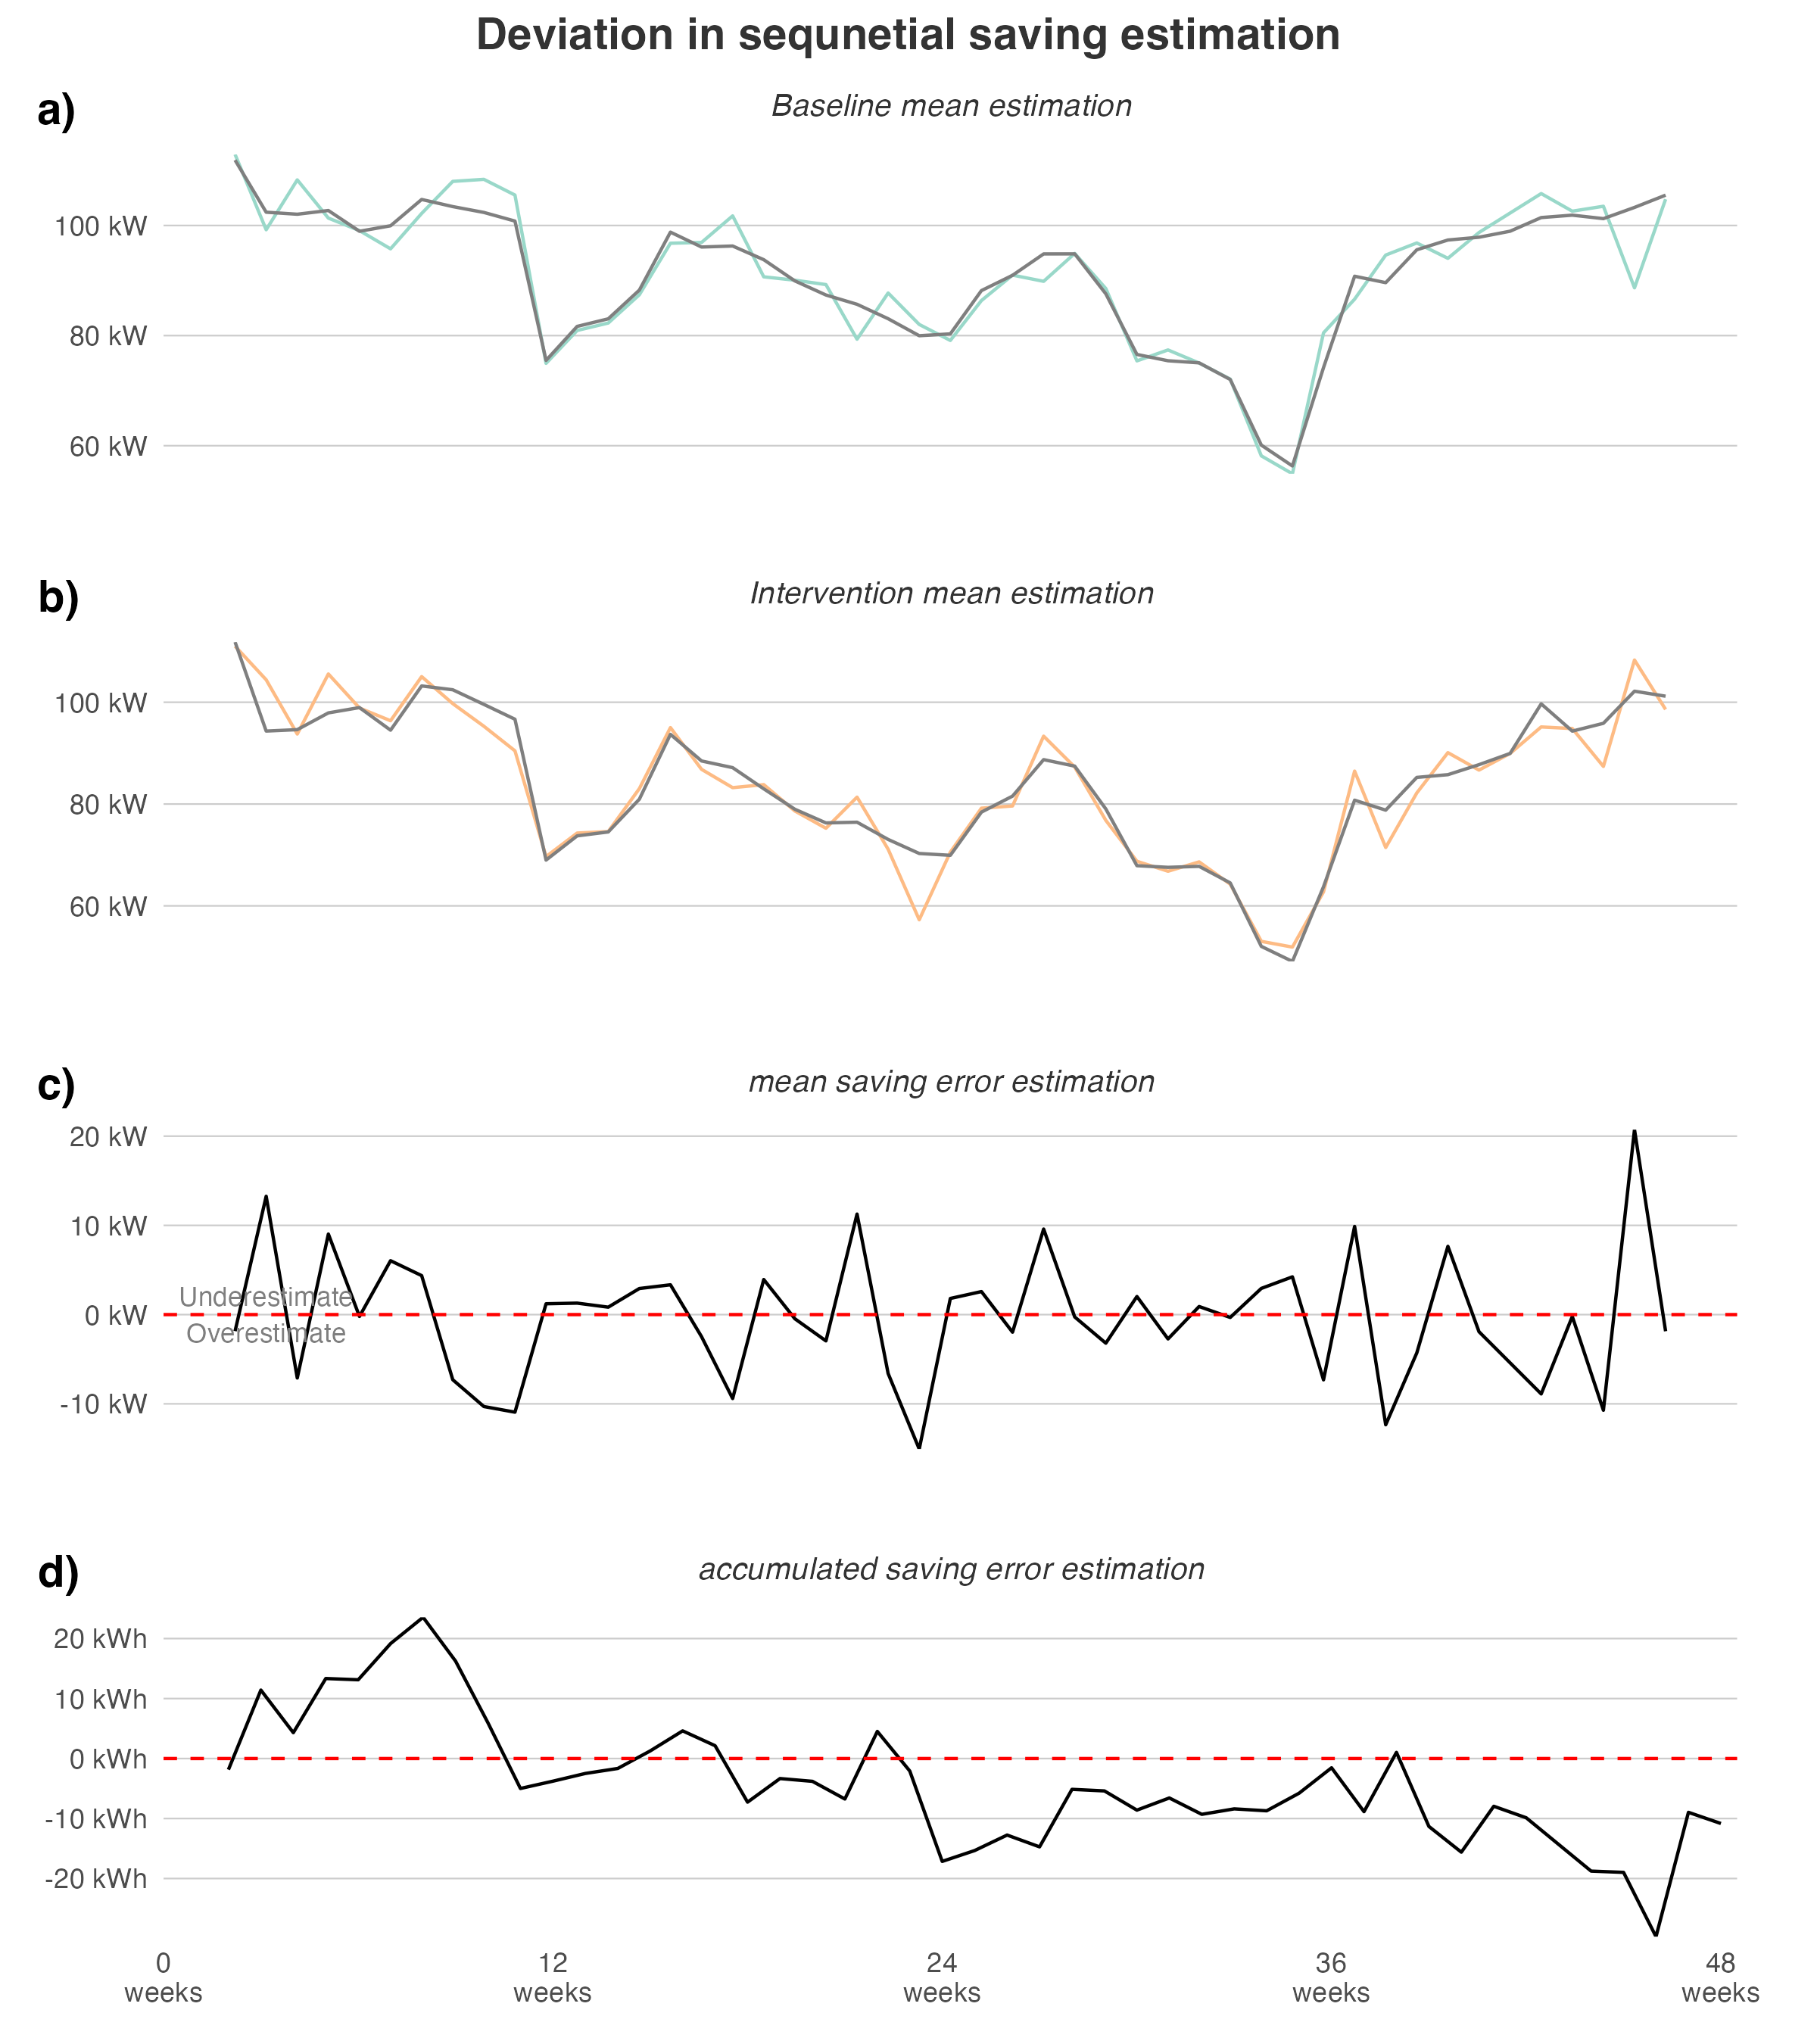 Deviation in sequnetial saving estimation
a)
Baseline mean estimation
100 kW
80 kW
60 kW
b)
Intervention mean estimation
100 kW
80 kW
60 kW
c)
mean saving error estimation
20 kW
10 kW
Underestimate
0 kW
Overestimate
-10 kW
d)
accumulated saving error estimation
20 kWh
10 kWh
0 kWh
-10 kWh
-20 kWh
0 12 24 36 48
weeks weeks weeks weeks weeks